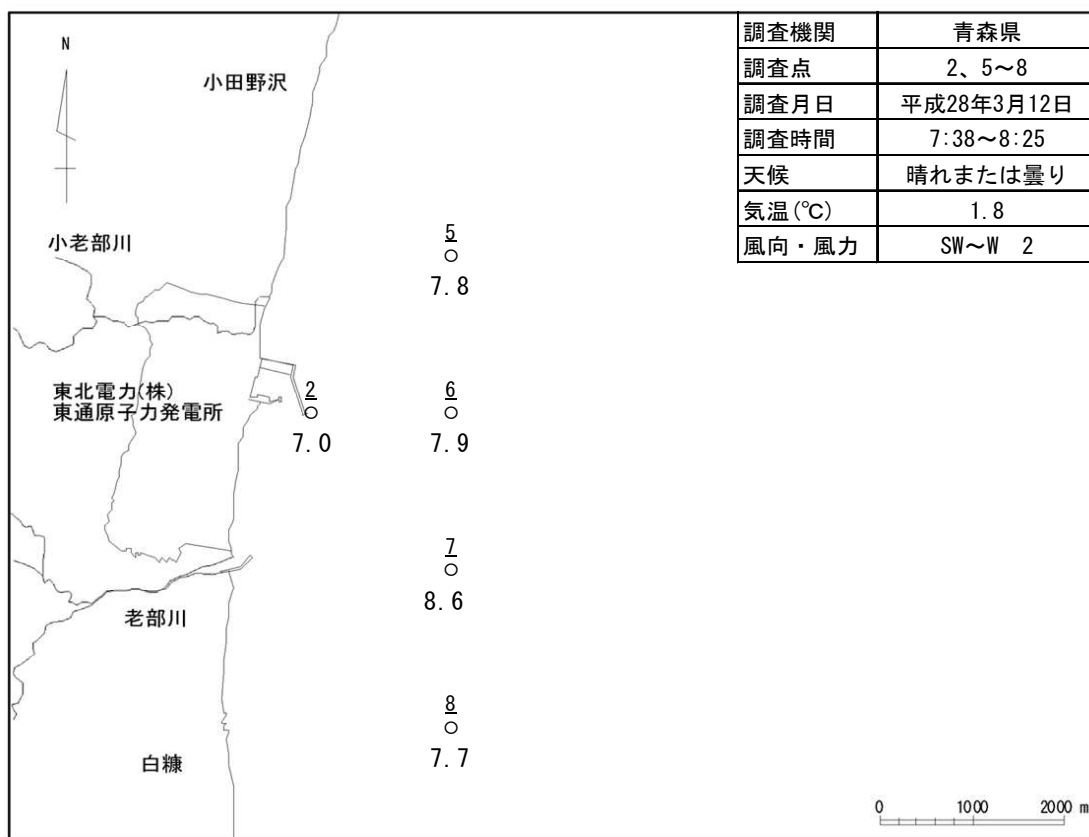 調査機関 青森県
調査点 2、5～8
調査月日 平成28年3月12日
調査時間 7:38～8:25
天候 晴れまたは曇り
気温(℃) 1.8
風向・風力 SW～W 2
N
小田野沢
小老部川
5
7.8
東北電力(株)
東通原子力発電所
2
7.0
6
7.9
7
8.6
老部川
8
7.7
白糠
0 1000 2000 m